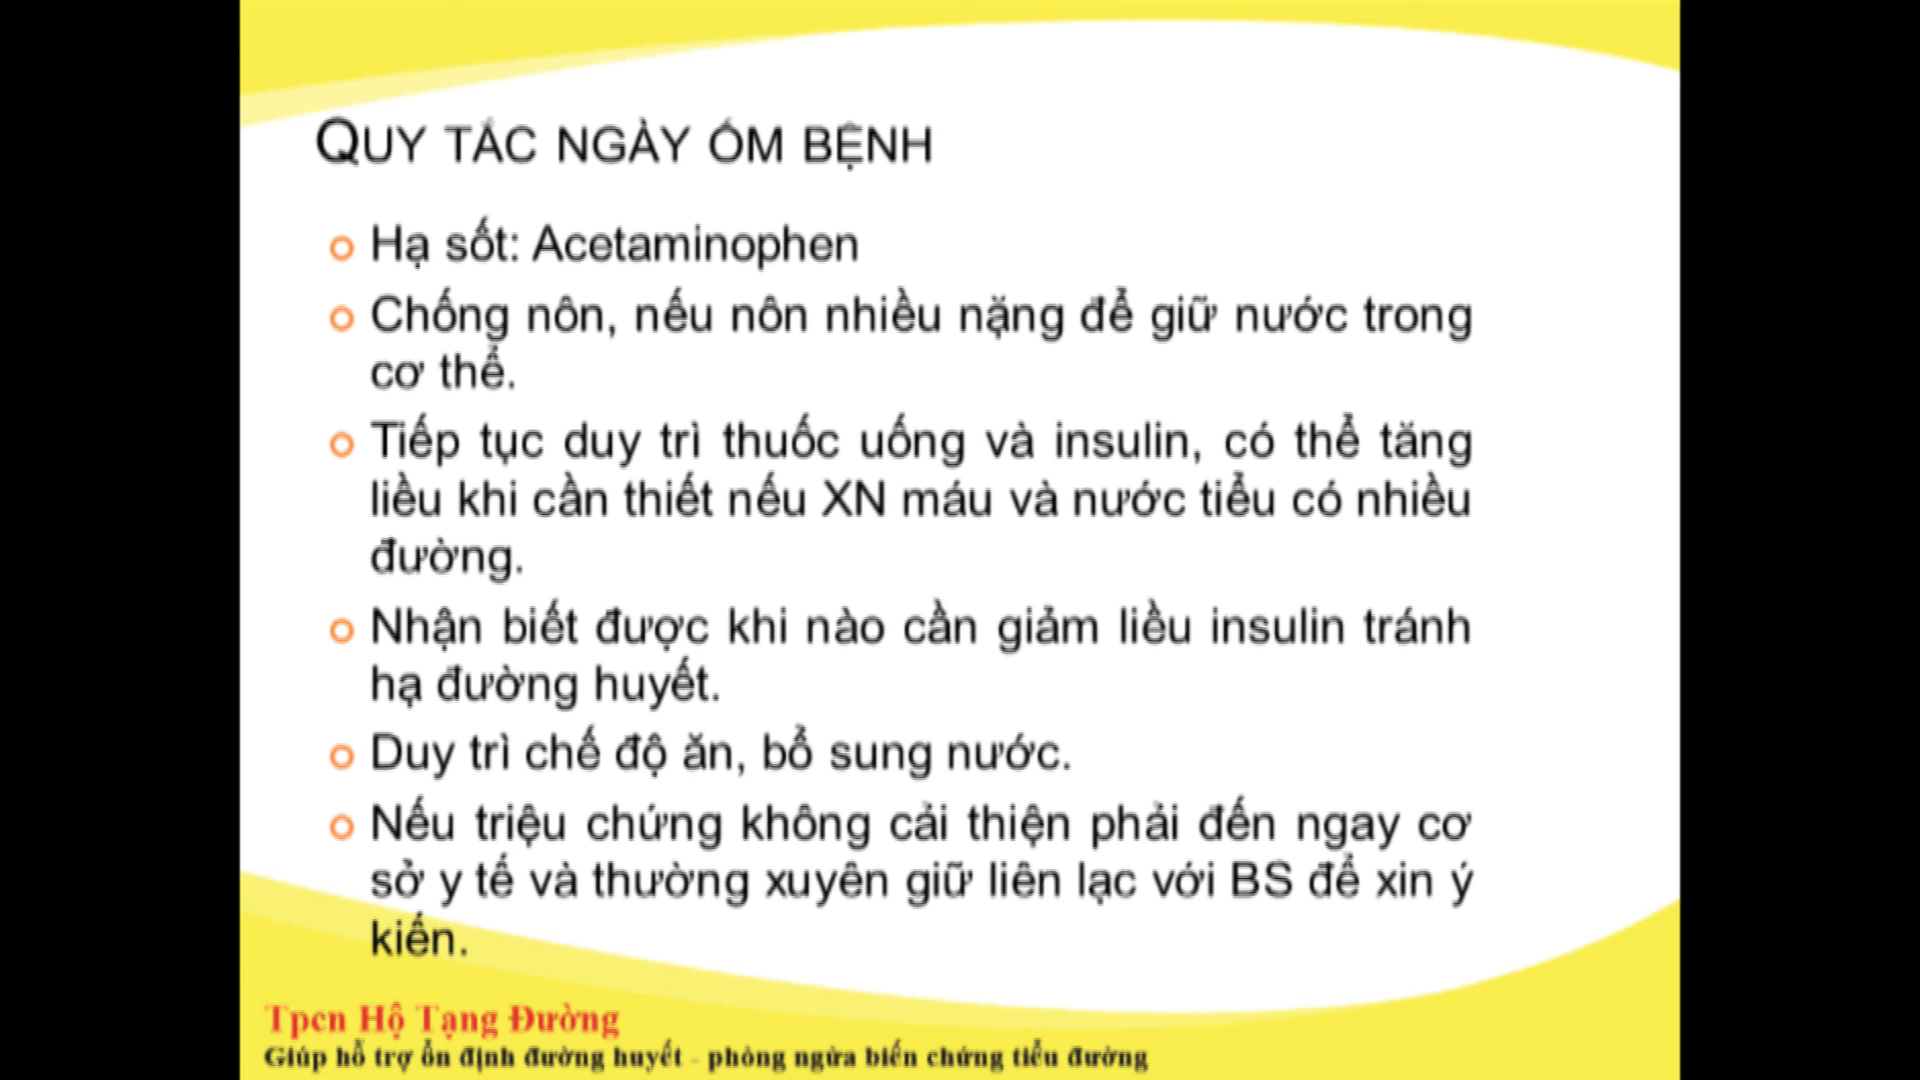 QUY TẮC NGÀY ỐM BỆNH
Hạ sốt: Acetaminophen
Chống nôn, nếu nôn nhiều nặng để giữ nước trong
cơ thể.
Tiếp tục duy trì thuốc uống và insulin, có thể tăng
liều khi cần thiết nếu XN máu và nước tiểu có nhiều
đường.
Nhận biết được khi nào cần giảm liều insulin tránh
hạ đường huyết.
Duy trì chế độ ăn, bổ sung nước.
Nếu triệu chứng không cải thiện phải đến ngay cơ
sở y tế và thường xuyên giữ liên lạc với BS để xin ý
kiến.
Tpcn Hộ Tạng Đường
Giúp hỗ trợ ổn định đường huyết - phòng ngừa biến chứng tiểu đường